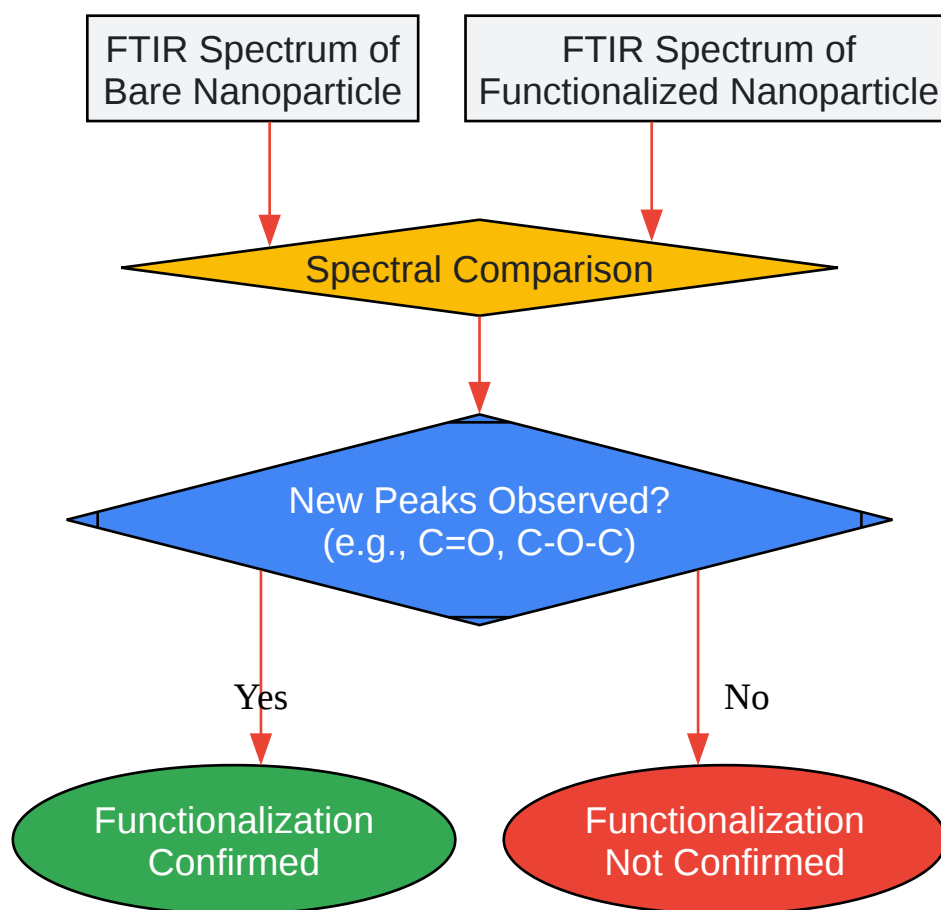 FTIR Spectrum of
Bare Nanoparticle
FTIR Spectrum of
Functionalized Nanoparticle
Spectral Comparison
New Peaks Observed?
(e.g., C=O, C-O-C)
Yes
No
Functionalization
Confirmed
Functionalization
Not Confirmed